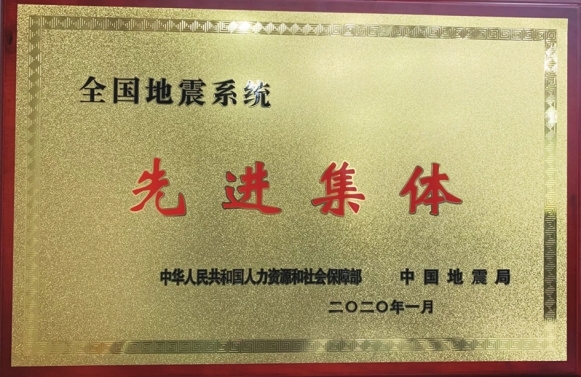 全国地震系统
先进集体
中华人民共和国人力资源和社会保障部 中国地震局
二〇二〇年一月